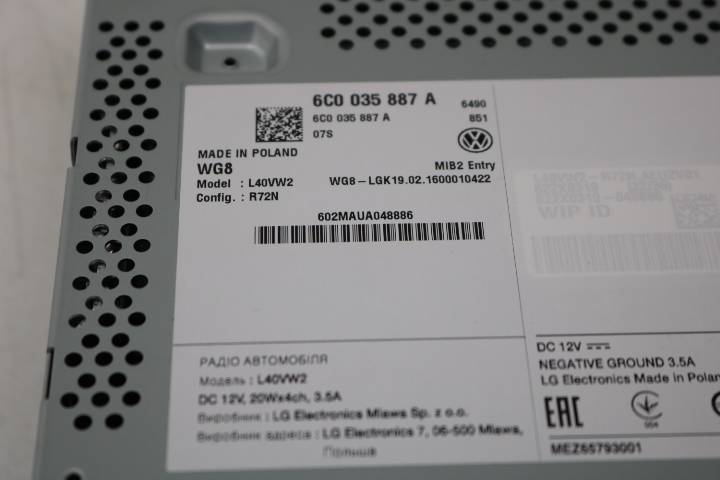 6C0 035 887 A 6490
6C0 035 887 A 851
07S
MADE IN POLAND
WG8 MIB2 Entry
Model : L40VW2 WG8-LGK19.02.1600010422
Config. : R72N
602MAUA048886
WIP ID
РАДІО АВТОМОБІЛЯ
Модель : L40VW2
DC 12V, 20Wx4ch, 3.5A
Виробник : LG Electronics Mlawa Sp. z o.o.
Виробник адреса : LG Electronics 7, 06-500 Mlawa,
Польща
DC 12V
NEGATIVE GROUND 3.5A
LG Electronics Made in Polan
EAC
MEZ65793001